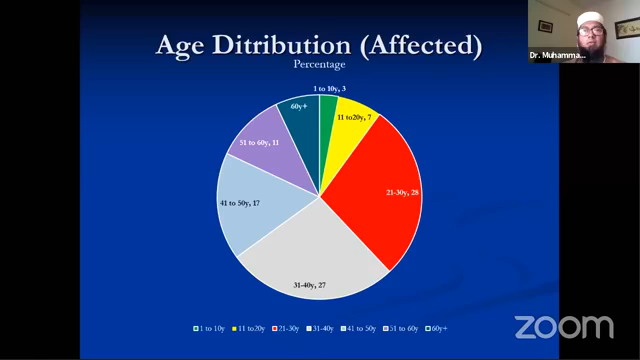 Age Ditribution (Affected)
Percentage
Dr. Muhamma...
1 to 10y, 3
60y+
11 to20y, 7
51 to 60y, 11
21-30y, 28
41 to 50y, 17
31-40y, 27
1 to 10y 11 to20y 21-30y 31-40y 41 to 50y 51 to 60y 60y+
zoom